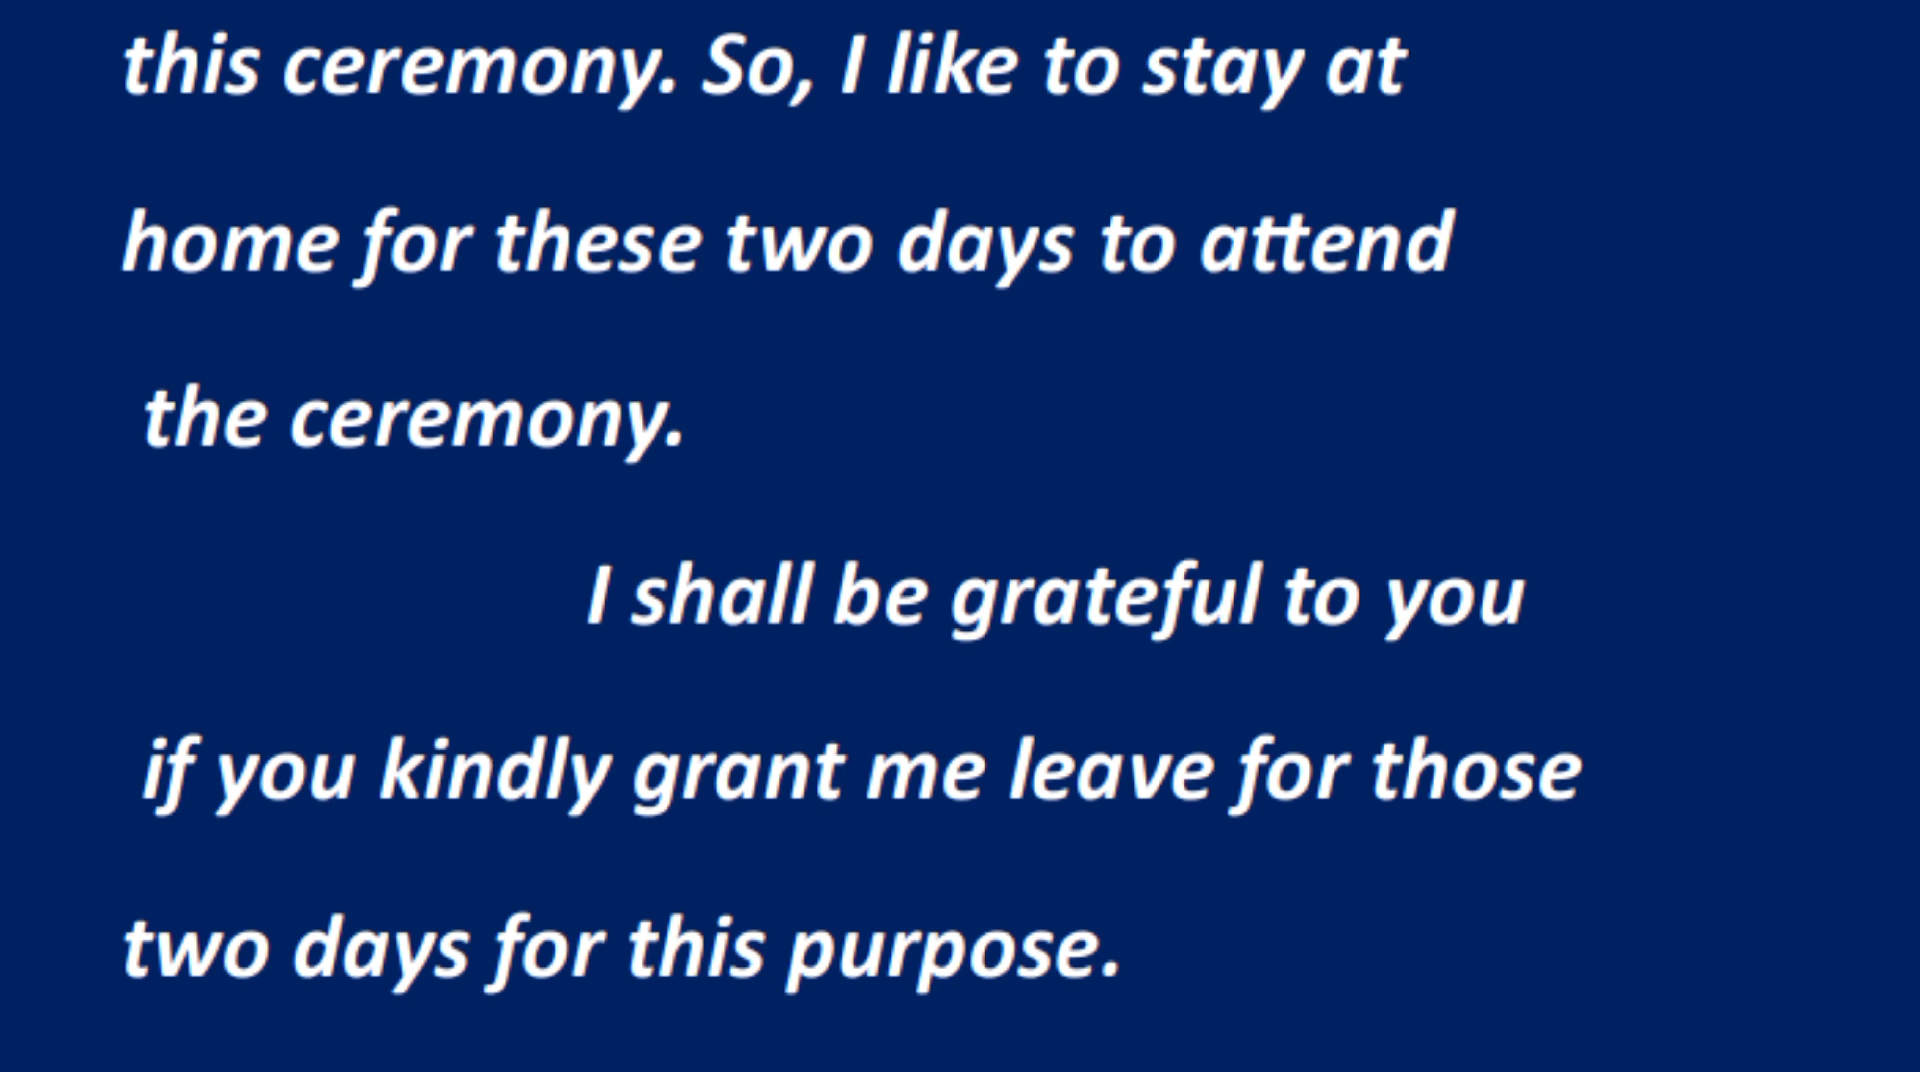 this ceremony. So, I like to stay at
home for these two days to attend
the ceremony.
I shall be grateful to you
if you kindly grant me leave for those
two days for this purpose.